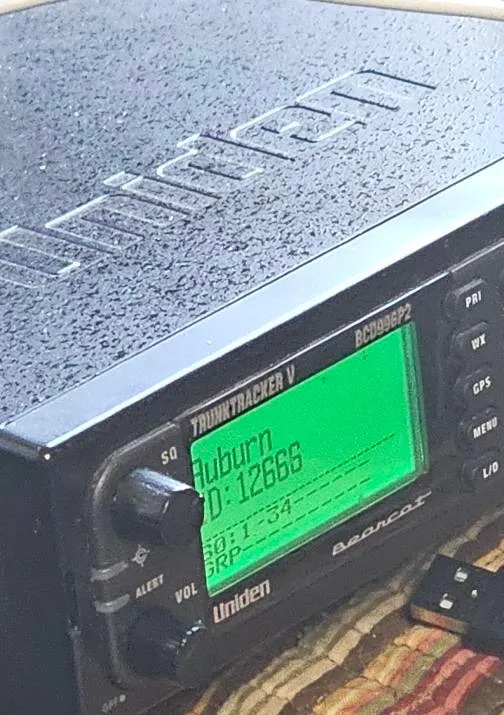 Uniden
BCD996P2
TRUNKTRACKER V
PRI
WX
GPS
MENU
L/O
SQ
Auburn
ID:12666
S0:1-34
GRP
Bearcat
ALERT
VOL
Uniden
OFF